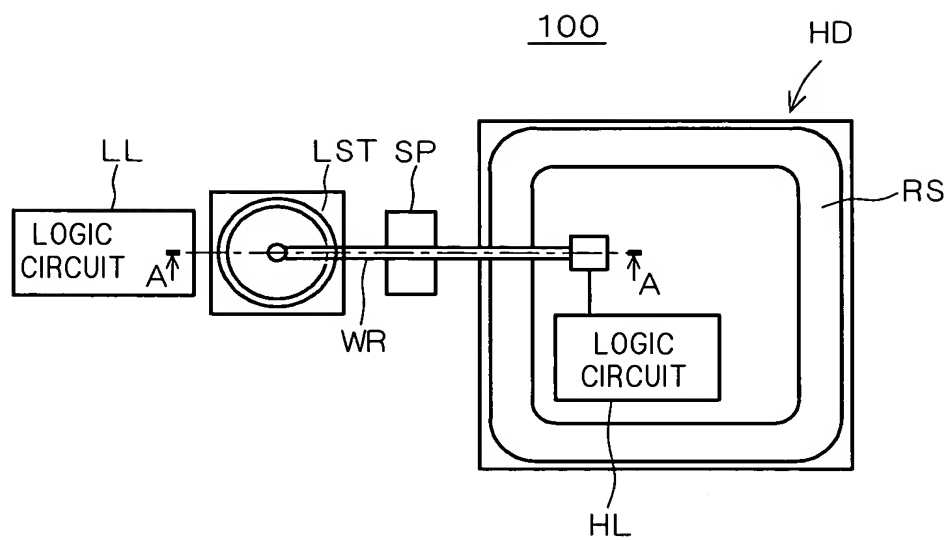 100
HD
LL
LST
SP
RS
LOGIC
CIRCUIT
A
A
WR
LOGIC
CIRCUIT
HL